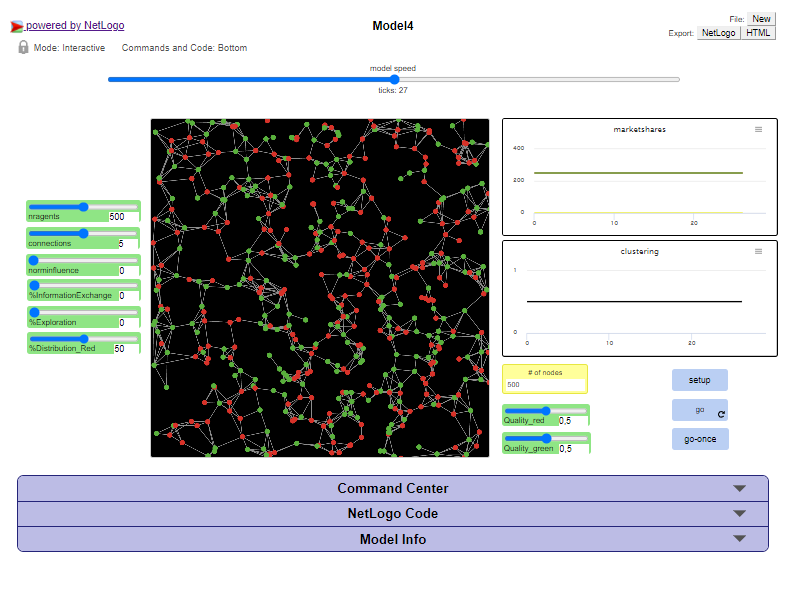 powered by NetLogo
Model4
File: New
Export: NetLogo HTML
Mode: Interactive Commands and Code: Bottom
model speed
ticks: 27
nragents 500
connections 5
norminfluence 0
%InformationExchange 0
%Exploration 0
%Distribution_Red 50
marketshares
400
200
0
0 10 20
clustering
1
0
0 10 20
# of nodes
500
Quality_red 0,5
Quality_green 0,5
setup
go
go-once
Command Center
NetLogo Code
Model Info